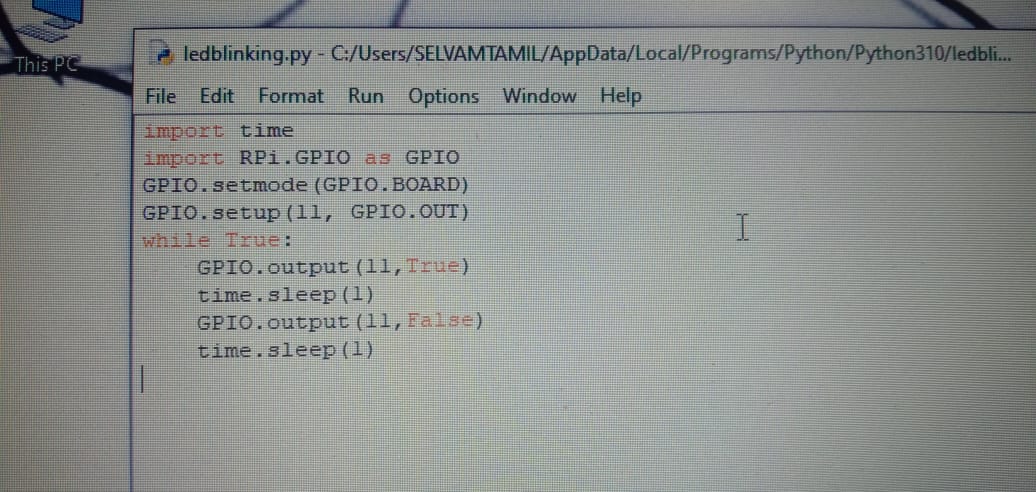 This PC
ledblinking.py - C:/Users/SELVAMTAMIL/AppData/Local/Programs/Python/Python310/ledbli...
File Edit Format Run Options Window Help
import time
import RPi.GPIO as GPIO
GPIO.setmode(GPIO.BOARD)
GPIO.setup(11, GPIO.OUT)
while True:
    GPIO.output(11,True)
    time.sleep(1)
    GPIO.output(11,False)
    time.sleep(1)